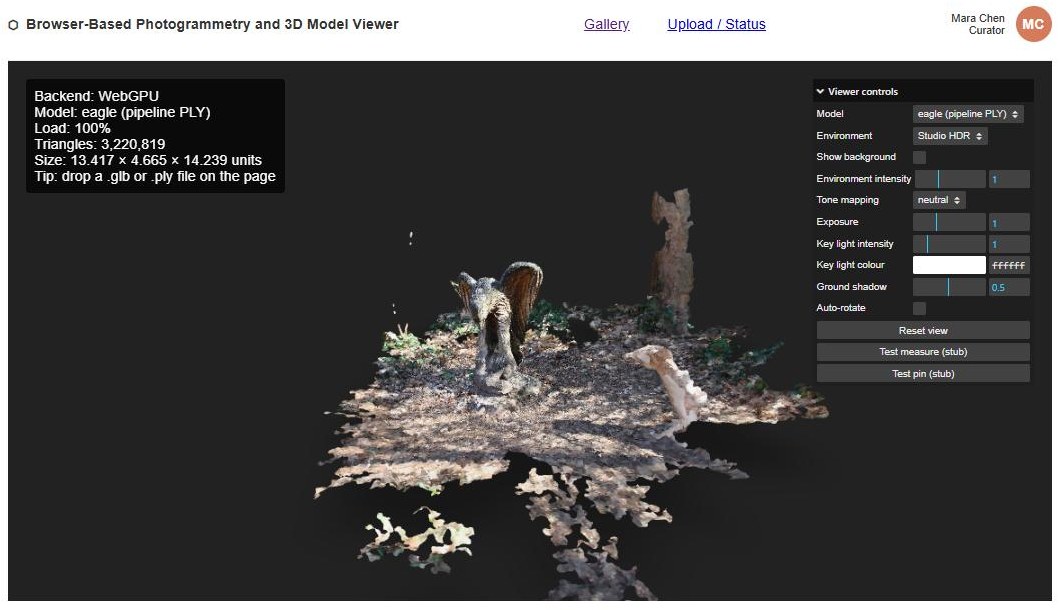 Browser-Based Photogrammetry and 3D Model Viewer
Gallery
Upload / Status
Mara Chen
Curator
MC
Backend: WebGPU
Model: eagle (pipeline PLY)
Load: 100%
Triangles: 3,220,819
Size: 13.417 × 4.665 × 14.239 units
Tip: drop a .glb or .ply file on the page
Viewer controls
Model eagle (pipeline PLY)
Environment Studio HDR
Show background
Environment intensity 1
Tone mapping neutral
Exposure 1
Key light intensity 1
Key light colour ffffff
Ground shadow 0.5
Auto-rotate
Reset view
Test measure (stub)
Test pin (stub)